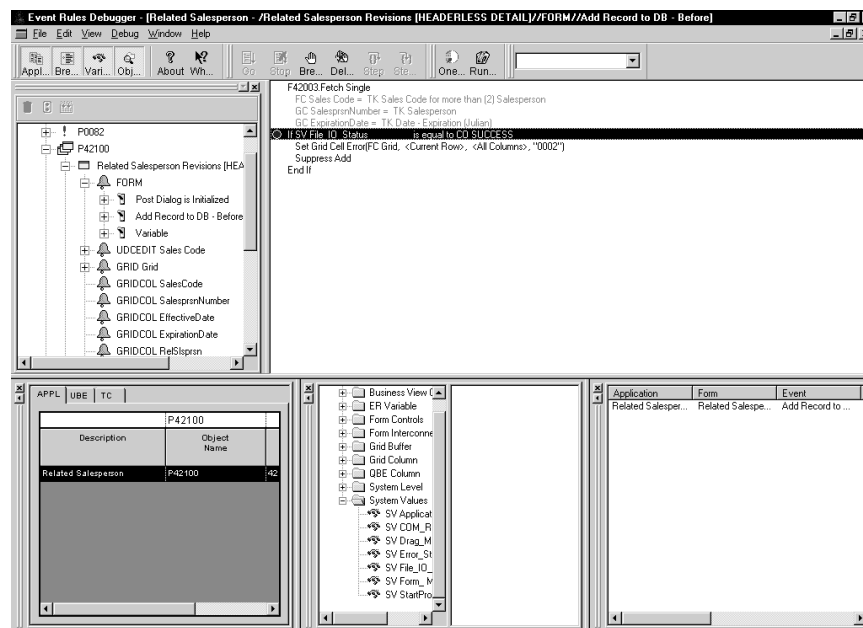 Event Rules Debugger - [Related Salesperson - /Related Salesperson Revisions [HEADERLESS DETAIL]//FORM//Add Record to DB - Before]
File Edit View Debug Window Help
Appl... Bre... Vari... Obj... About Wh... Go Stop Bre... Del... Step Ste... One... Run...
P0082
P42100
Related Salesperson Revisions [HEA
FORM
Post Dialog is Initialized
Add Record to DB - Before
Variable
UDCEDIT Sales Code
GRID Grid
GRIDCOL SalesCode
GRIDCOL SalesprsnNumber
GRIDCOL EffectiveDate
GRIDCOL ExpirationDate
GRIDCOL RelSlsprsn
F42003.Fetch Single
FC Sales Code = TK Sales Code for more than (2) Salesperson
GC SalesprsnNumber = TK Salesperson
GC ExpirationDate = TK Date - Expiration (Julian)
If SV File_IO_Status is equal to CO SUCCESS
Set Grid Cell Error(FC Grid, <Current Row>, <All Columns>, "0002")
Suppress Add
End If
APPL UBE TC
P42100
Description Object Name
Related Salesperson P42100 42
Business View C
ER Variable
Form Controls
Form Interconne
Grid Buffer
Grid Column
QBE Column
System Level
System Values
SV Applicat
SV COM_R
SV Drag_M
SV Error_St
SV File_IO_
SV Form_M
SV StartPro
Application Form Event
Related Salesper... Related Salespe... Add Record to ...